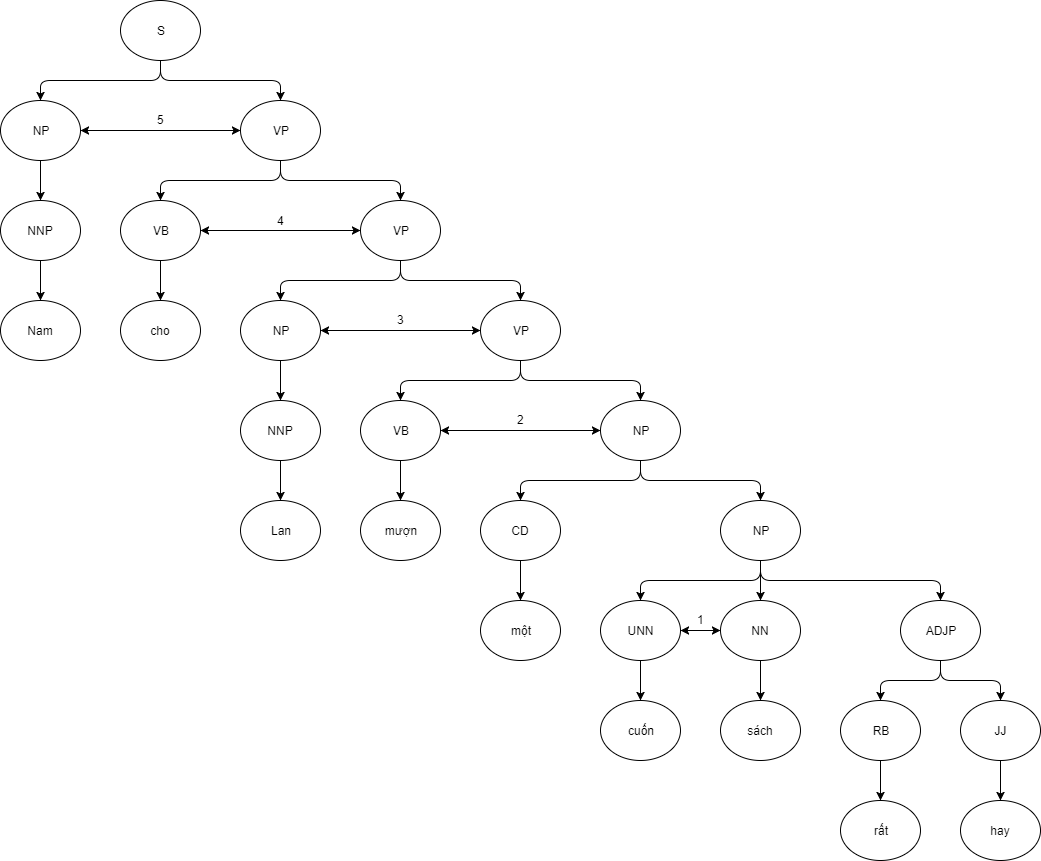 S
NP 5 VP
NNP VB 4 VP
Nam cho NP 3 VP
NNP VB 2 NP
Lan mượn CD NP
một UNN 1 NN ADJP
cuốn sách RB JJ
rất hay